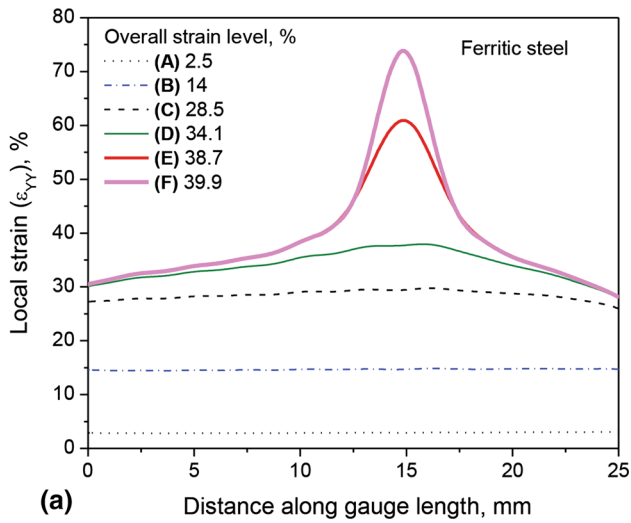 Overall strain level, %
Ferritic steel
(A) 2.5
(B) 14
(C) 28.5
(D) 34.1
(E) 38.7
(F) 39.9
Local strain (εYY), %
80
70
60
50
40
30
20
10
0
0 5 10 15 20 25
(a)
Distance along gauge length, mm